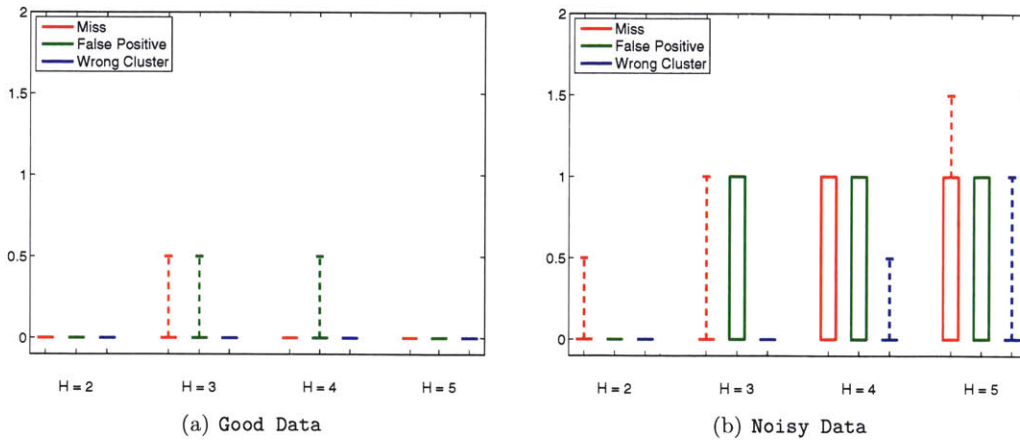 2
1.5
1
0.5
0
Miss
False Positive
Wrong Cluster
H = 2
H = 3
H = 4
H = 5
(a) Good Data
2
1.5
1
0.5
0
Miss
False Positive
Wrong Cluster
H = 2
H = 3
H = 4
H = 5
(b) Noisy Data